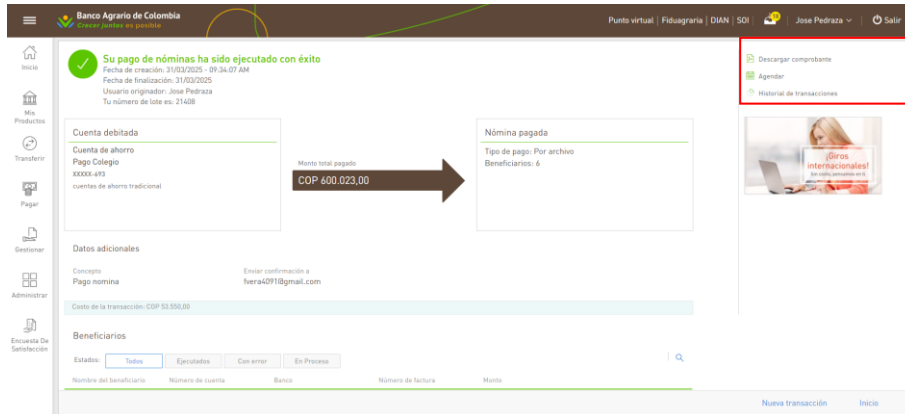 Banco Agrario de Colombia
Crecer juntos es posible
Punto virtual | Fiduagraria | DIAN | SOI
Jose Pedraza
Salir
Inicio
Mis
Productos
Transferir
Pagar
Gestionar
Administrar
Encuesta De
Satisfacción
Su pago de nóminas ha sido ejecutado con éxito
Fecha de creación: 31/03/2025 - 09:34:07 AM
Fecha de finalización: 31/03/2025
Usuario originador: Jose Pedraza
Tu número de lote es: 21408
Cuenta debitada
Cuenta de ahorro
Pago Colegio
XXXXX-693
cuentas de ahorro tradicional
Monto total pagado
COP 600.023,00
Nómina pagada
Tipo de pago: Por archivo
Beneficiarios: 6
Datos adicionales
Concepto
Pago nomina
Enviar confirmación a
fvera4091@gmail.com
Costo de la transacción: COP 53.550,00
Beneficiarios
Estados:
Todos
Ejecutados
Con error
En Proceso
Nombre del beneficiario
Número de cuenta
Banco
Número de factura
Monto
Descargar comprobante
Agendar
Historial de transacciones
¡Giros
internacionales!
Nueva transacción
Inicio